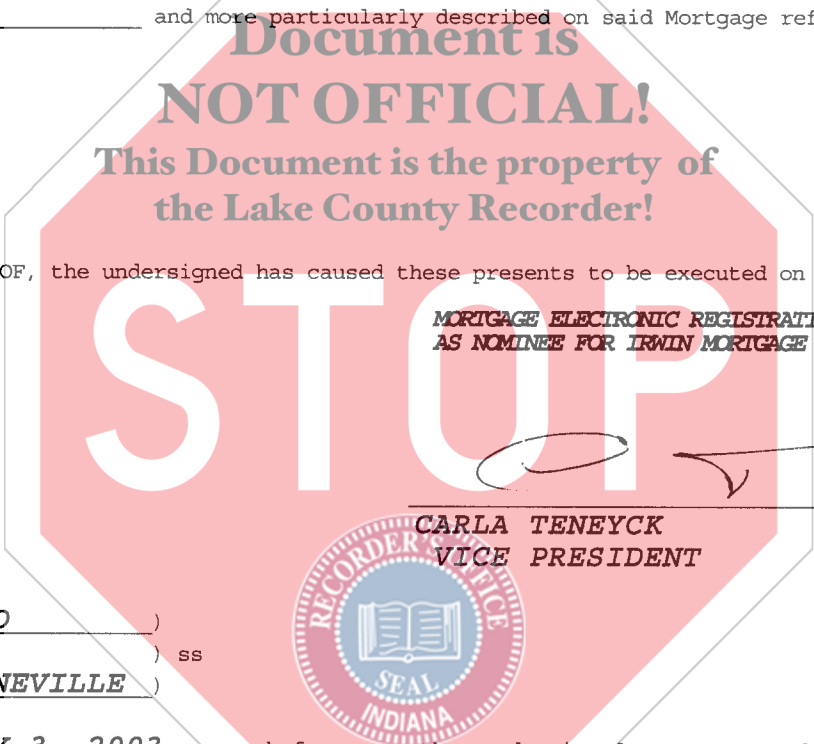 and more particularly described on said Mortgage ref
Document is
NOT OFFICIAL!
This Document is the property of
the Lake County Recorder!
OF, the undersigned has caused these presents to be executed on
MORTGAGE ELECTRONIC REGISTRATI
AS NOMINEE FOR IRWIN MORTGAGE
STOP
CARLA TENEYCK
VICE PRESIDENT
RECORDER'S OFFICE
SEAL
INDIANA
O )
) ss
NEVILLE )
3, 2003